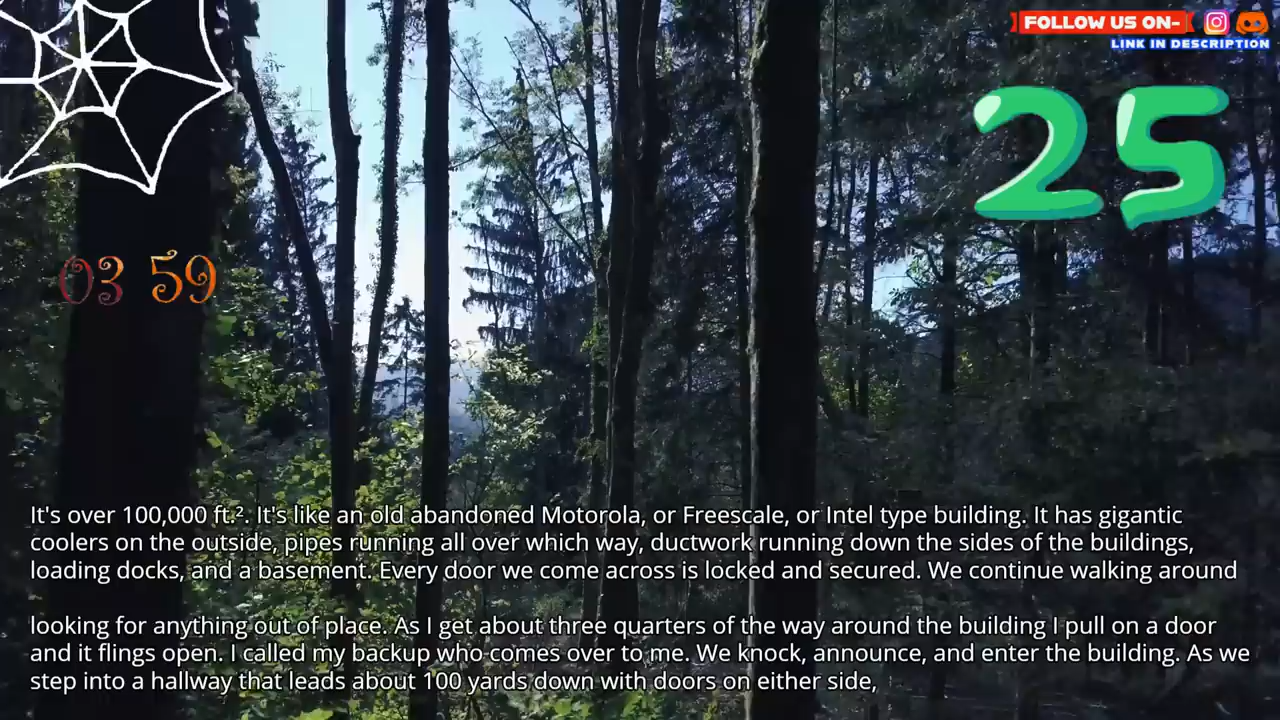 FOLLOW US ON-
LINK IN DESCRIPTION
25
03 59
It's over 100,000 ft.². It's like an old abandoned Motorola, or Freescale, or Intel type building. It has gigantic
coolers on the outside, pipes running all over which way, ductwork running down the sides of the buildings,
loading docks, and a basement. Every door we come across is locked and secured. We continue walking around
looking for anything out of place. As I get about three quarters of the way around the building I pull on a door
and it flings open. I called my backup who comes over to me. We knock, announce, and enter the building. As we
step into a hallway that leads about 100 yards down with doors on either side,